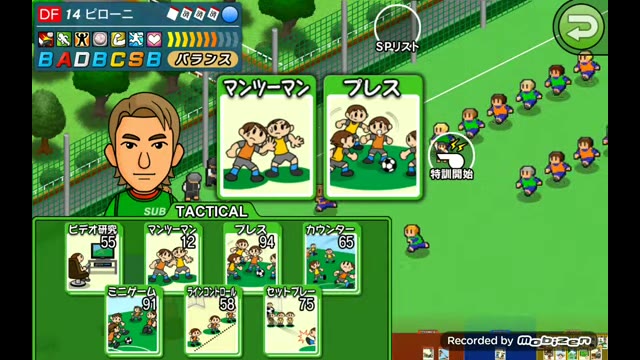 DF 14 ピローニ
SPリスト
B A D B C S B バランス
マンツーマン プレス
特訓開始
SUB TACTICAL
ビデオ研究 マンツーマン プレス カウンター
55 12 94 65
ミニゲーム ラインコントロール セットプレー
91 58 75
Recorded by Mobizen